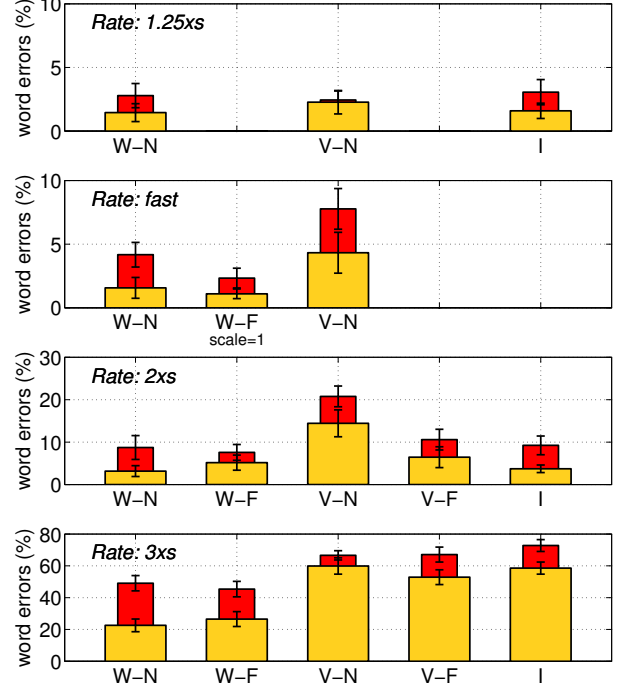 10
Rate: 1.25xs
5
0
word errors (%)
W−N V−N I
10
Rate: fast
5
0
word errors (%)
W−N W−F V−N
scale=1
30
Rate: 2xs
20
10
0
word errors (%)
W−N W−F V−N V−F I
80
Rate: 3xs
60
40
20
0
word errors (%)
W−N W−F V−N V−F I